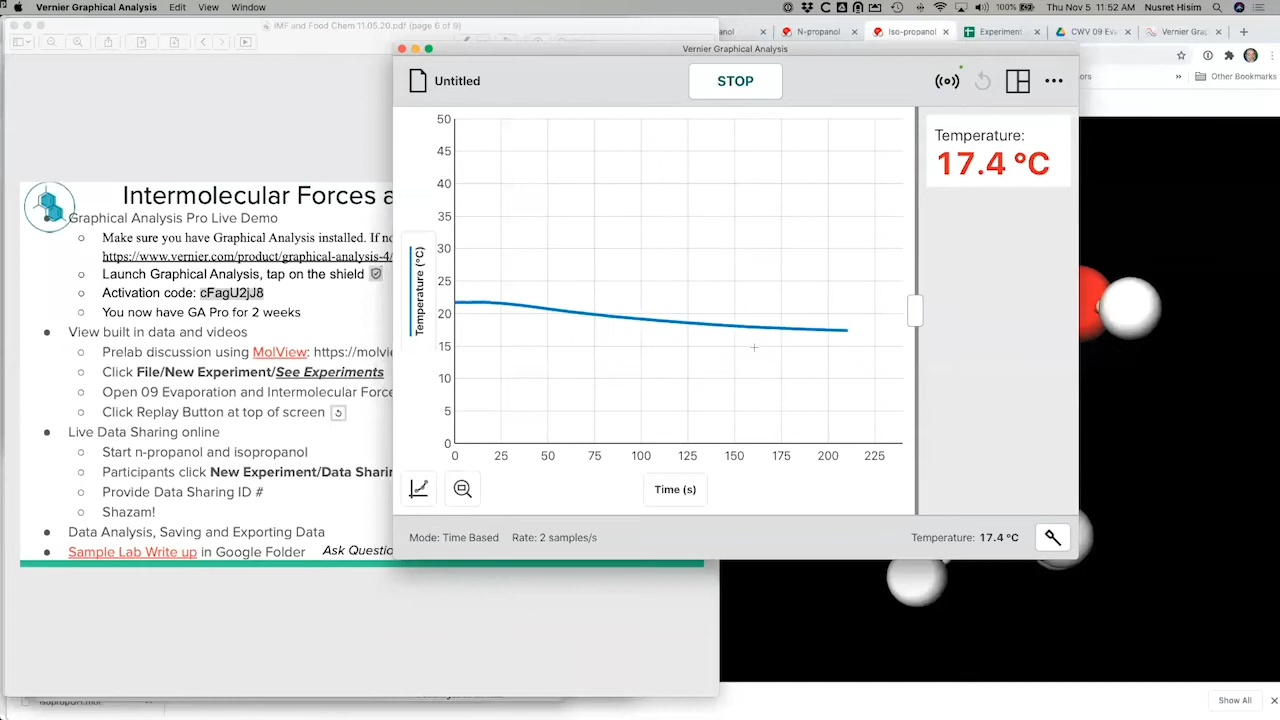 Vernier Graphical Analysis Edit View Window
100% Thu Nov 5 11:52 AM Nusret Hisim
IMF and Food Chem 11.05.20.pdf (page 6 of 9)
N-propanol
Iso-propanol
Experiment
CWV 09 Eva
Vernier Grap
Other Bookmarks
Vernier Graphical Analysis
Untitled
STOP
Temperature:
17.4 °C
50
45
40
35
30
25
20
15
10
5
0
Temperature (°C)
0 25 50 75 100 125 150 175 200 225
Time (s)
Mode: Time Based Rate: 2 samples/s
Temperature: 17.4 °C
Intermolecular Forces a
Graphical Analysis Pro Live Demo
Make sure you have Graphical Analysis installed. If no
https://www.vernier.com/product/graphical-analysis-4/
Launch Graphical Analysis, tap on the shield
Activation code: cFagU2jJ8
You now have GA Pro for 2 weeks
View built in data and videos
Prelab discussion using MolView: https://molvie
Click File/New Experiment/See Experiments
Open 09 Evaporation and Intermolecular Force
Click Replay Button at top of screen
Live Data Sharing online
Start n-propanol and isopropanol
Participants click New Experiment/Data Sharin
Provide Data Sharing ID #
Shazam!
Data Analysis, Saving and Exporting Data
Sample Lab Write up in Google Folder Ask Questio
Show All